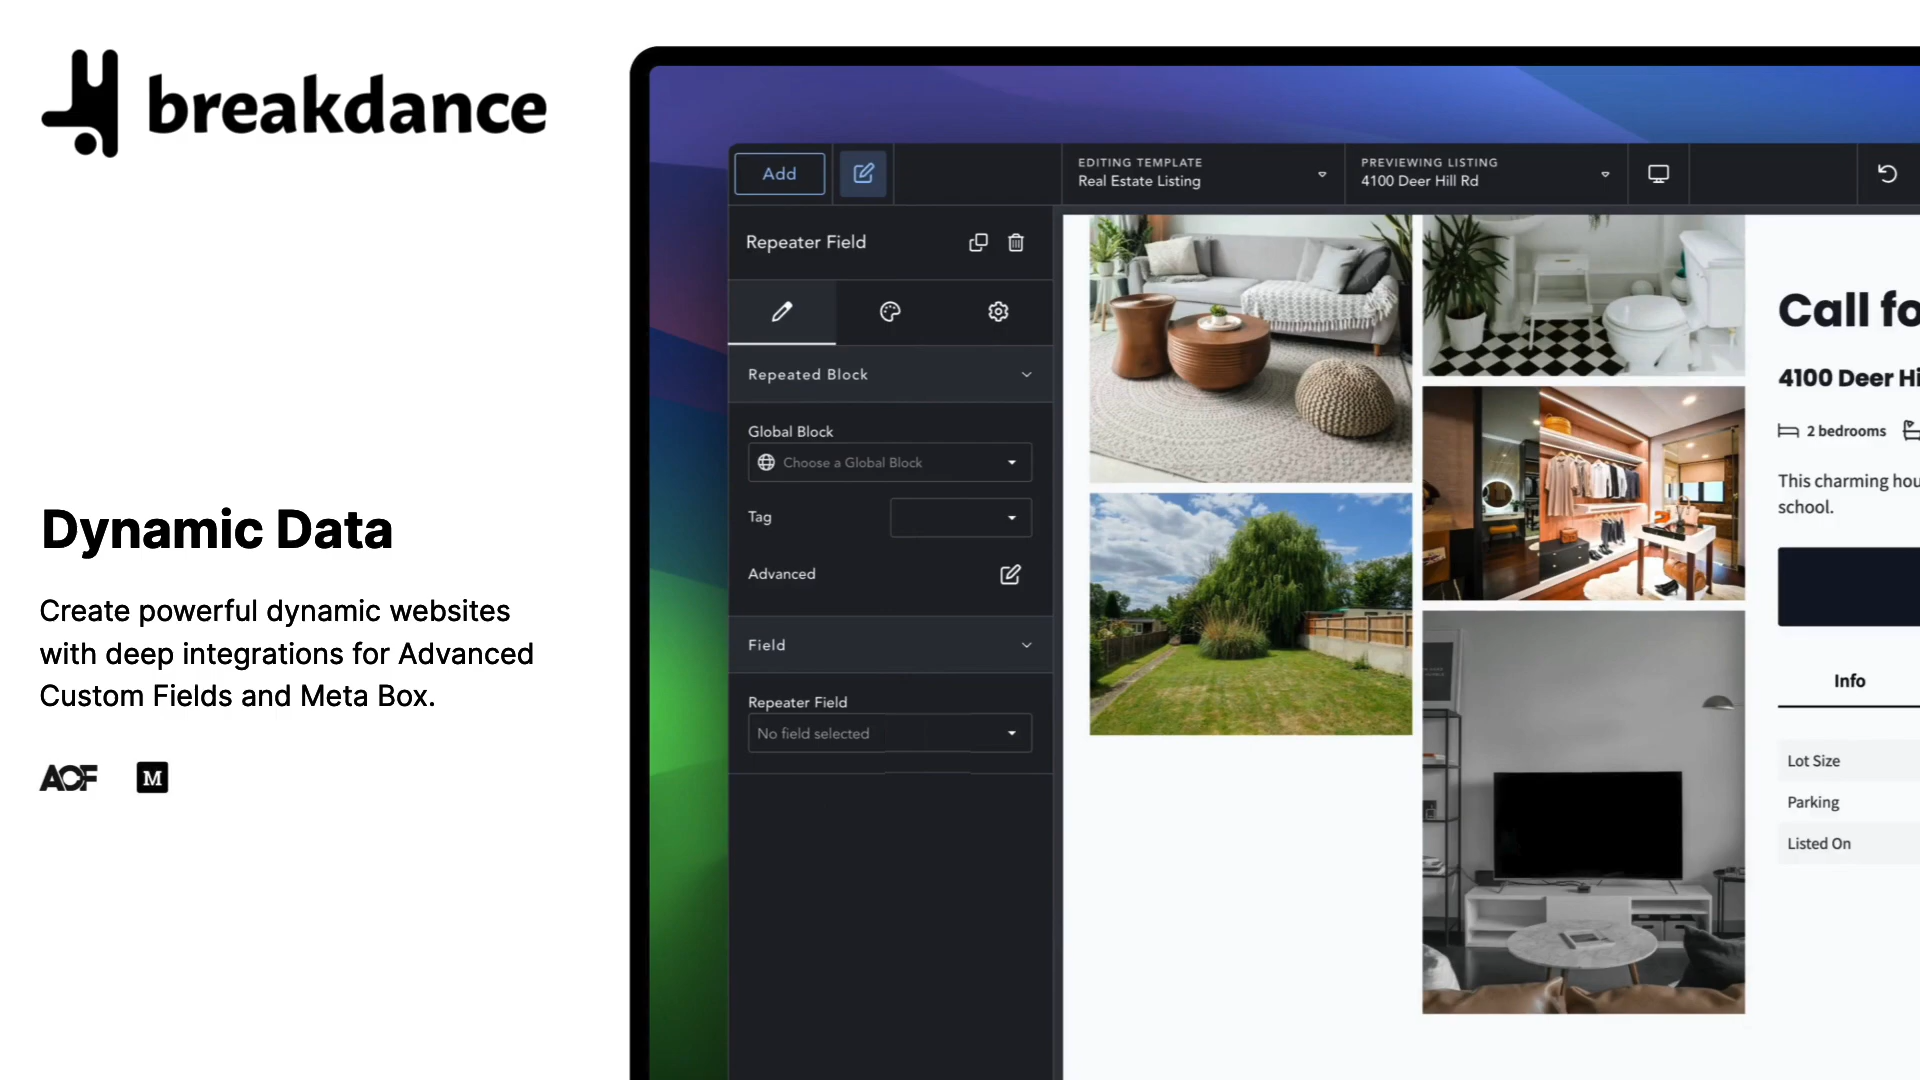 breakdance
Dynamic Data
Create powerful dynamic websites
with deep integrations for Advanced
Custom Fields and Meta Box.
ACF
M
Add
EDITING TEMPLATE
Real Estate Listing
PREVIEWING LISTING
4100 Deer Hill Rd
Repeater Field
Repeated Block
Global Block
Choose a Global Block
Tag
Advanced
Field
Repeater Field
No field selected
Call fo
4100 Deer Hi
2 bedrooms
This charming hou
school.
Info
Lot Size
Parking
Listed On